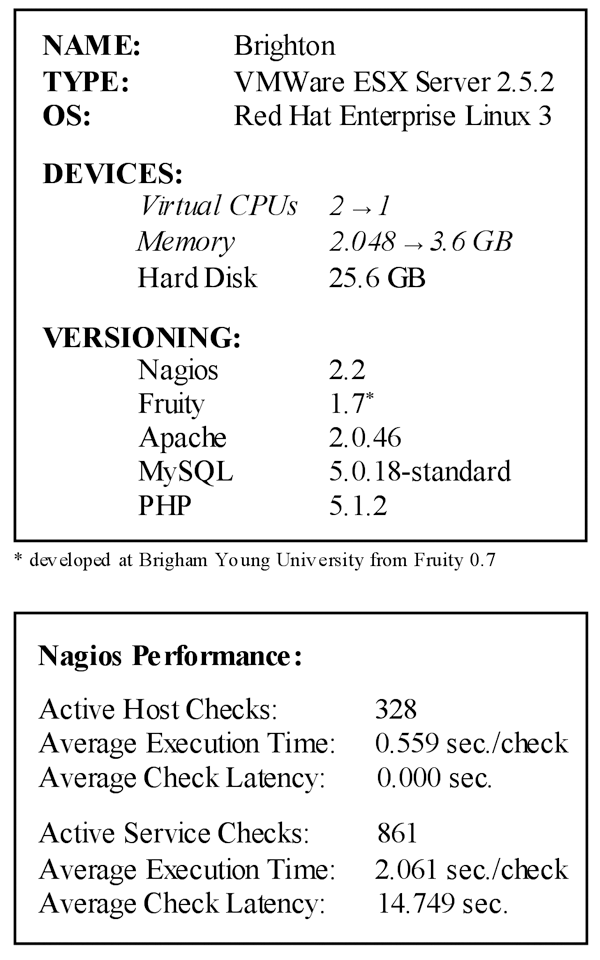 NAME: Brighton
TYPE: VMWare ESX Server 2.5.2
OS: Red Hat Enterprise Linux 3
DEVICES:
Virtual CPUs 2 → 1
Memory 2.048 → 3.6 GB
Hard Disk 25.6 GB
VERSIONING:
Nagios 2.2
Fruity 1.7*
Apache 2.0.46
MySQL 5.0.18-standard
PHP 5.1.2
* developed at Brigham Young University from Fruity 0.7
Nagios Performance:
Active Host Checks: 328
Average Execution Time: 0.559 sec./check
Average Check Latency: 0.000 sec.
Active Service Checks: 861
Average Execution Time: 2.061 sec./check
Average Check Latency: 14.749 sec.